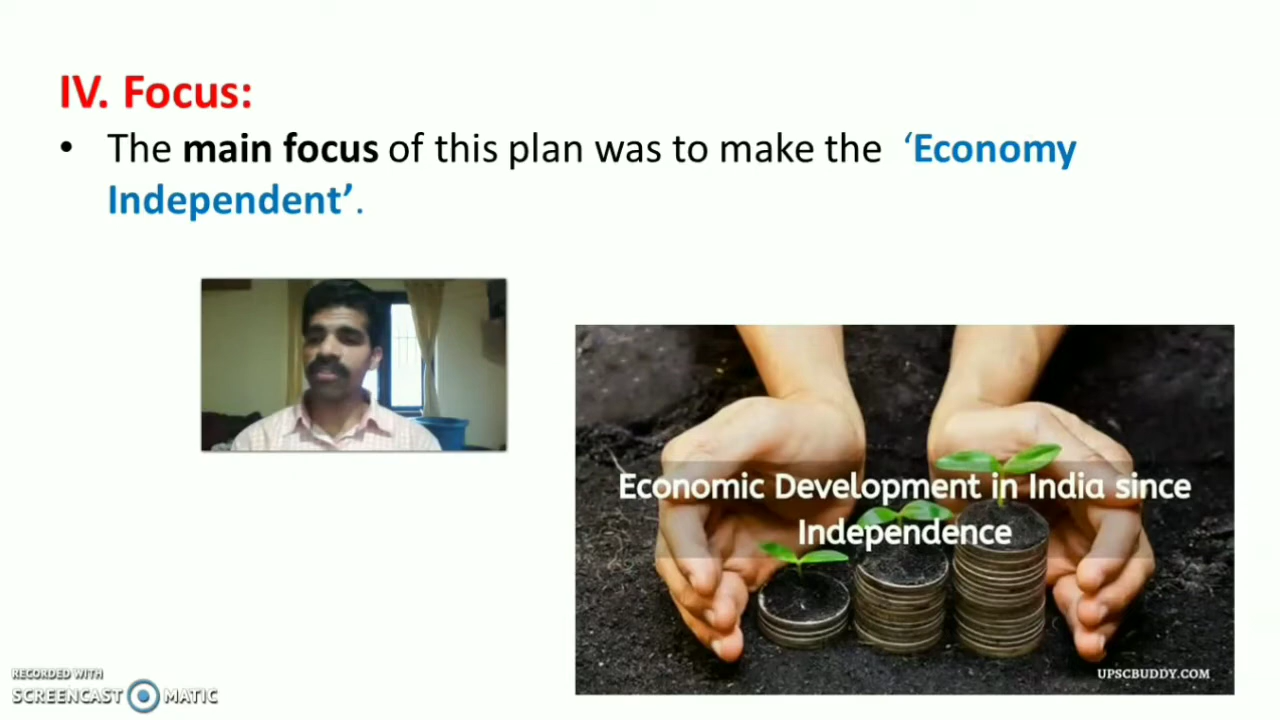 IV. Focus:
• The main focus of this plan was to make the ‘Economy
Independent’.
Economic Development in India since
Independence
UPSCBUDDY.COM
RECORDED WITH
SCREENCAST MATIC